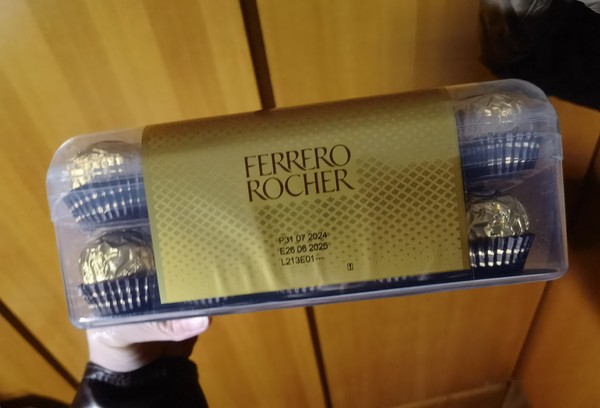 FERRERO
ROCHER
P31 07 2024
E26 06 2025
L213E01